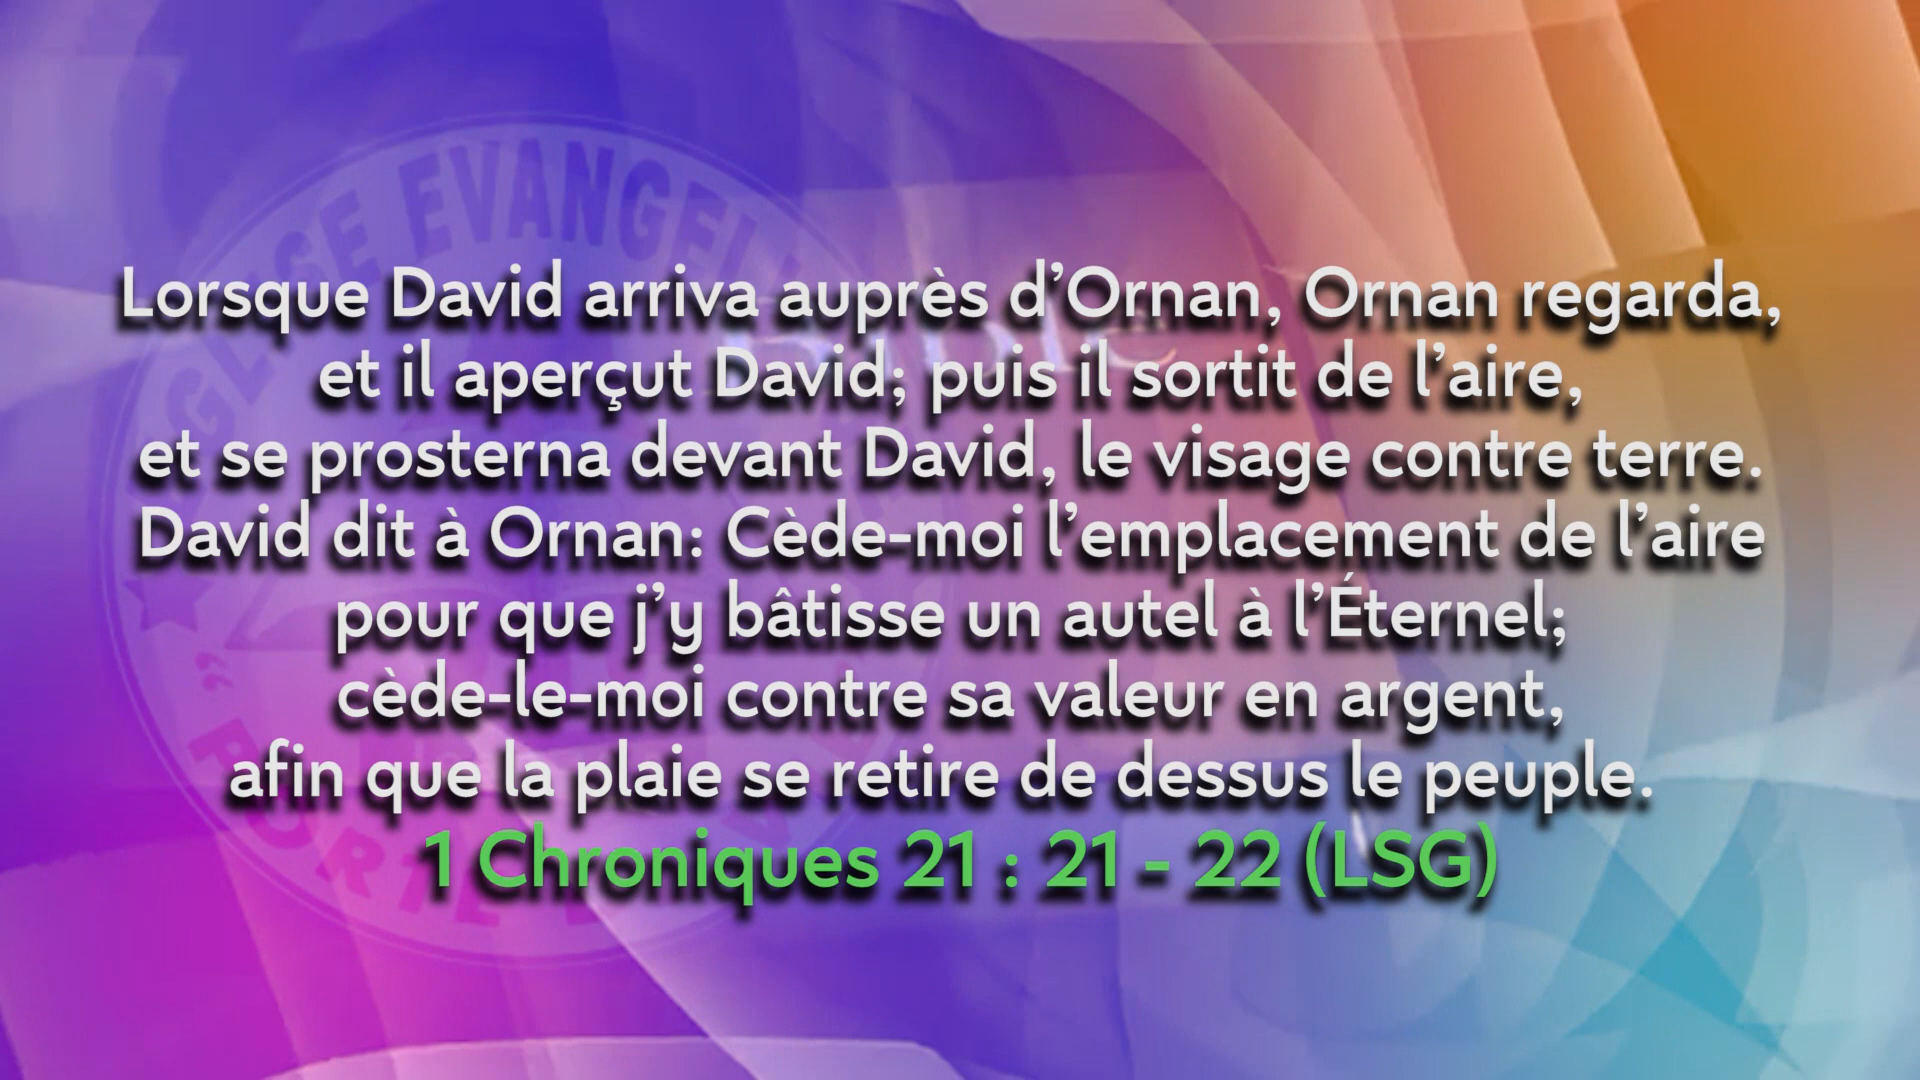 Lorsque David arriva auprès d’Ornan, Ornan regarda,
et il aperçut David; puis il sortit de l’aire,
et se prosterna devant David, le visage contre terre.
David dit à Ornan: Cède-moi l’emplacement de l’aire
pour que j’y bâtisse un autel à l’Éternel;
cède-le-moi contre sa valeur en argent,
afin que la plaie se retire de dessus le peuple.
1 Chroniques 21 : 21 - 22 (LSG)